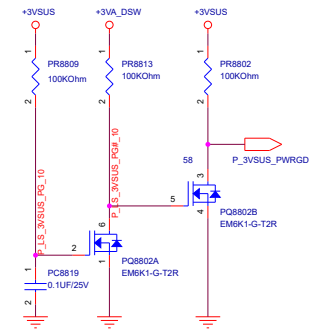 +3VSUS
+3VA_DSW
+3VSUS
1
PR8809
100KOhm
2
1
PR8813
100KOhm
2
1
PR8802
100KOhm
2
P_LS_3VSUS_PG_10
P_LS_3VSUS_PG#_10
P_3VSUS_PWRGD
58
3
5
4
PQ8802B
EM6K1-G-T2R
6
2
1
PQ8802A
EM6K1-G-T2R
1
PC8819
0.1UF/25V
2